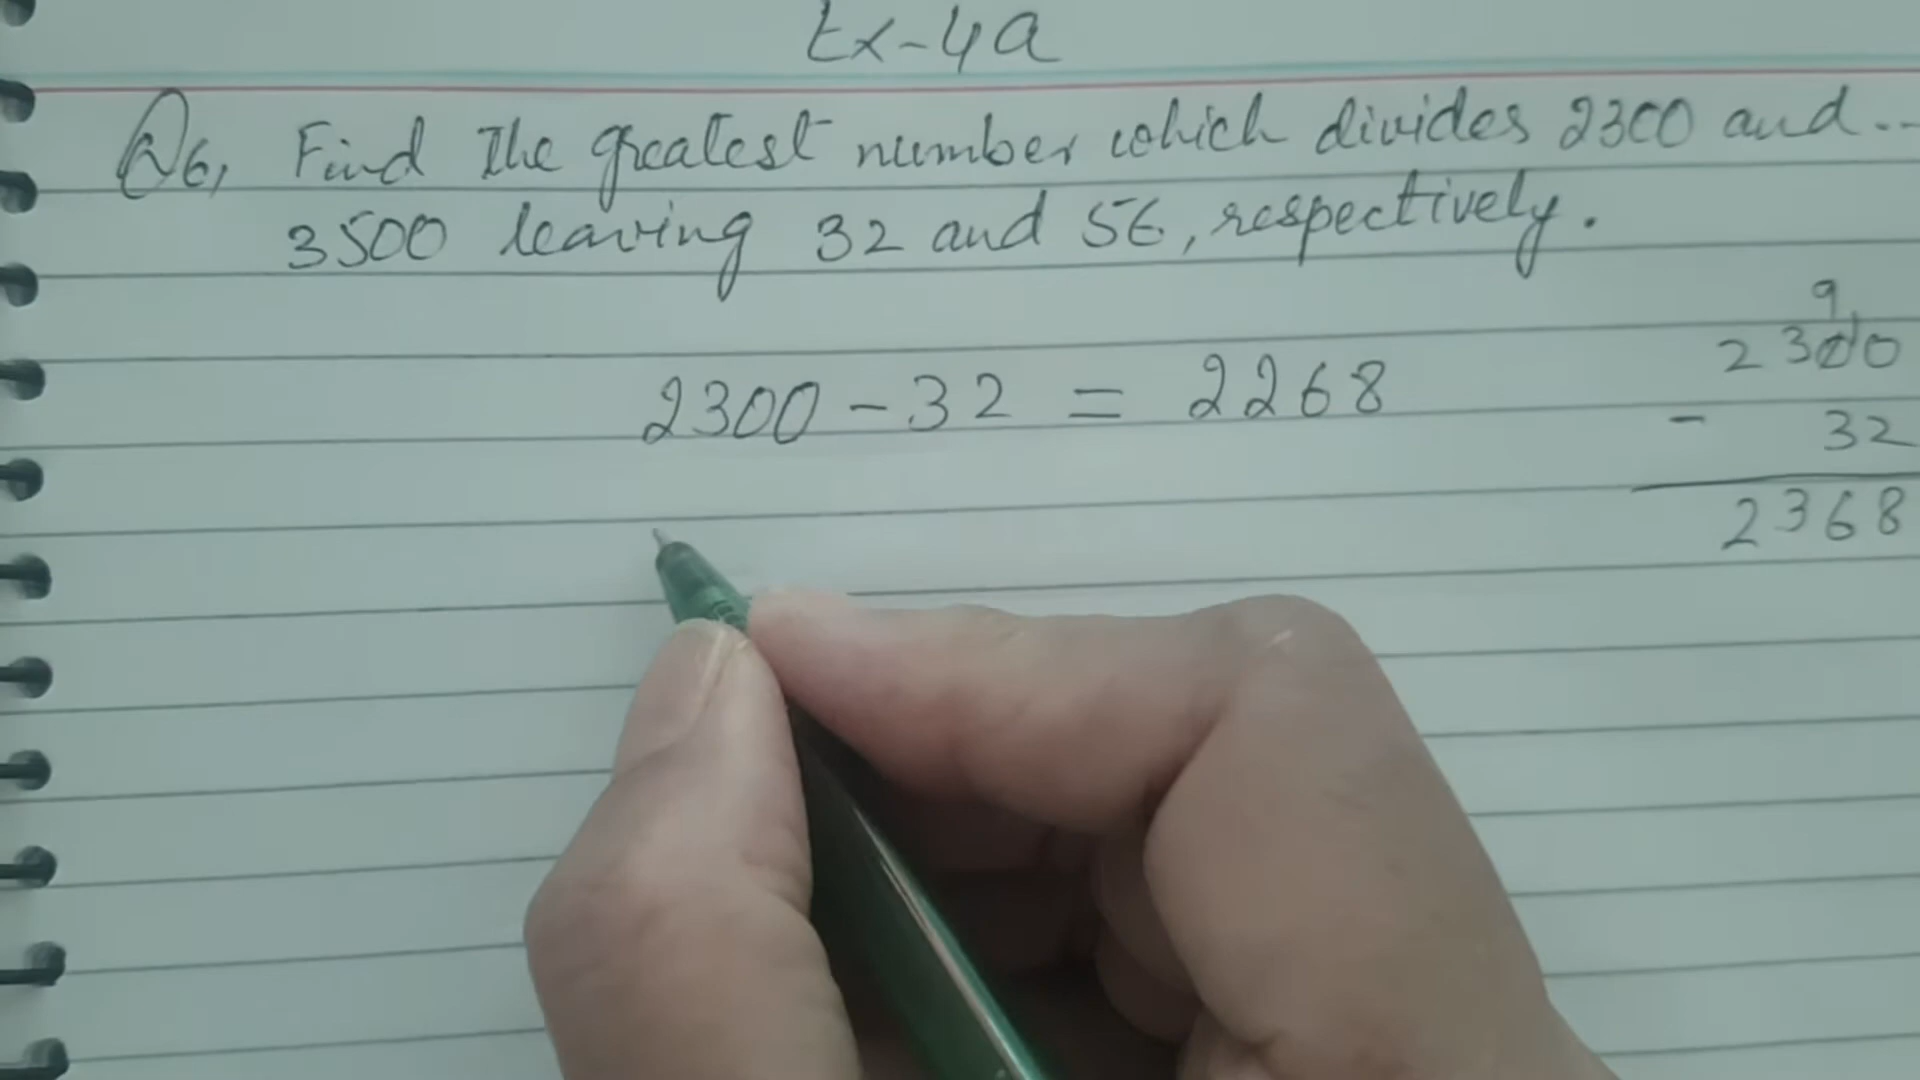 Ex-4a
Q6, Find the greatest number which divides 2300 and..
3500 leaving 32 and 56, respectively.
2300 - 32 = 2268
9
2300
- 32
2368